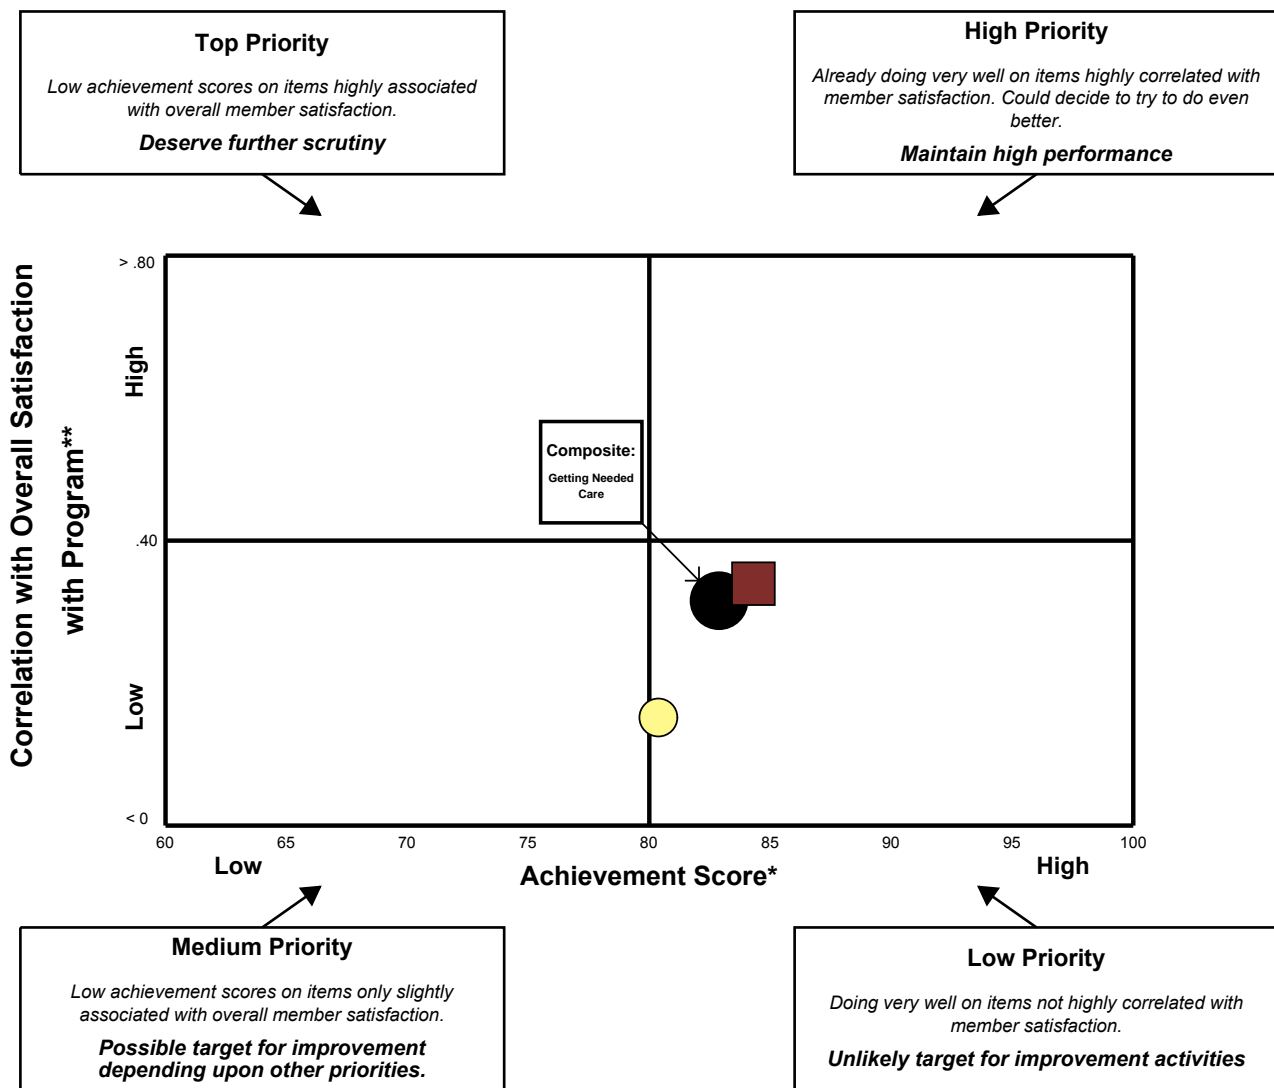 Top Priority
Low achievement scores on items highly associated
with overall member satisfaction.
Deserve further scrutiny
High Priority
Already doing very well on items highly correlated with
member satisfaction. Could decide to try to do even
better.
Maintain high performance
Correlation with Overall Satisfaction
with Program**
> .80
High
.40
Low
< 0
Composite:
Getting Needed
Care
60
65
70
75
80
85
90
95
100
Low
Achievement Score*
High
Medium Priority
Low achievement scores on items only slightly
associated with overall member satisfaction.
Possible target for improvement
depending upon other priorities.
Low Priority
Doing very well on items not highly correlated with
member satisfaction.
Unlikely target for improvement activities